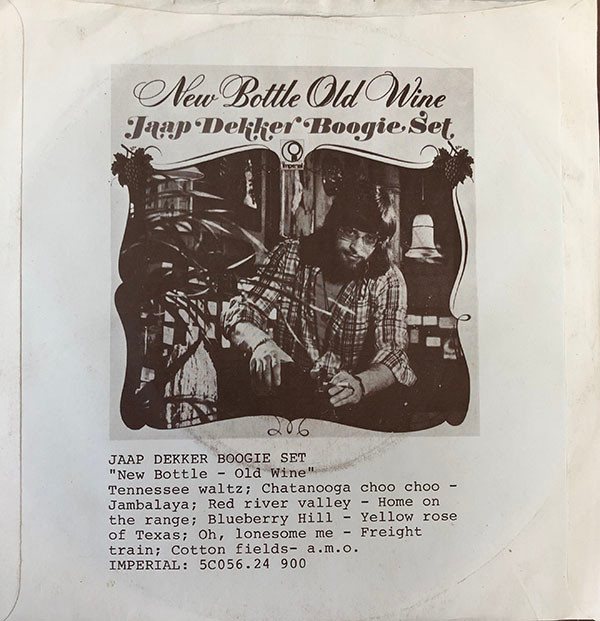 New Bottle Old Wine
Jaap Dekker Boogie Set
Imperial
JAAP DEKKER BOOGIE SET
"New Bottle - Old Wine"
Tennessee waltz; Chatanooga choo choo -
Jambalaya; Red river valley - Home on
the range; Blueberry Hill - Yellow rose
of Texas; Oh, lonesome me - Freight
train; Cotton fields- a.m.o.
IMPERIAL: 5C056.24 900